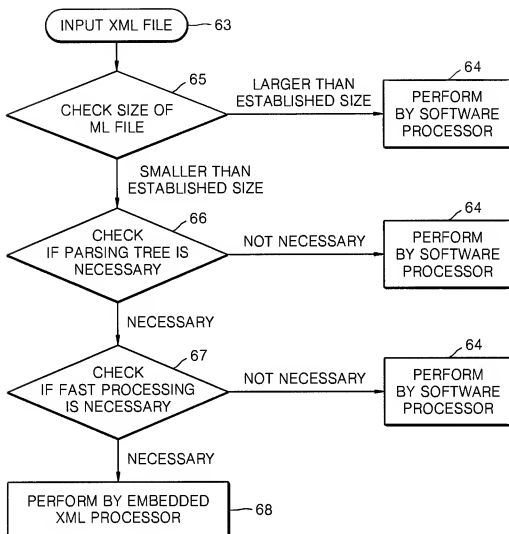 INPUT XML FILE
63
65
CHECK SIZE OF
ML FILE
LARGER THAN
ESTABLISHED SIZE
64
PERFORM
BY SOFTWARE
PROCESSOR
SMALLER THAN
ESTABLISHED SIZE
66
CHECK
IF PARSING TREE IS
NECESSARY
NOT NECESSARY
64
PERFORM
BY SOFTWARE
PROCESSOR
NECESSARY
67
CHECK
IF FAST PROCESSING
IS NECESSARY
NOT NECESSARY
64
PERFORM
BY SOFTWARE
PROCESSOR
NECESSARY
PERFORM BY EMBEDDED
XML PROCESSOR
68